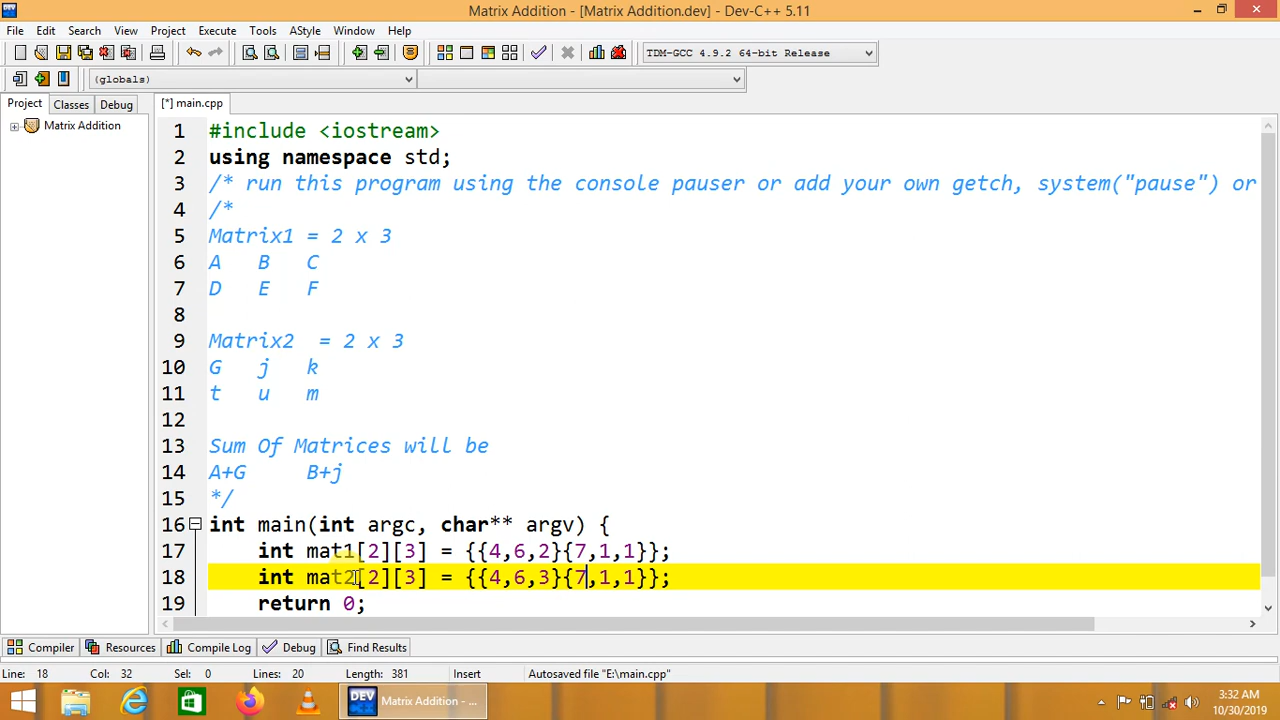 Matrix Addition - [Matrix Addition.dev] - Dev-C++ 5.11
File Edit Search View Project Execute Tools AStyle Window Help
TDM-GCC 4.9.2 64-bit Release
(globals)
Project Classes Debug [*] main.cpp
Matrix Addition
1 #include <iostream>
2 using namespace std;
3 /* run this program using the console pauser or add your own getch, system("pause") or
4 /*
5 Matrix1 = 2 x 3
6 A B C
7 D E F
8
9 Matrix2 = 2 x 3
10 G j k
11 t u m
12
13 Sum Of Matrices will be
14 A+G B+j
15 */
16 int main(int argc, char** argv) {
17 int mat1[2][3] = {{4,6,2}{7,1,1}};
18 int mat2[2][3] = {{4,6,3}{7,1,1}};
19 return 0;
Compiler Resources Compile Log Debug Find Results
Line: 18 Col: 32 Sel: 0 Lines: 20 Length: 381 Insert Autosaved file "E:\main.cpp"
DEV Matrix Addition - ...
3:32 AM
10/30/2019